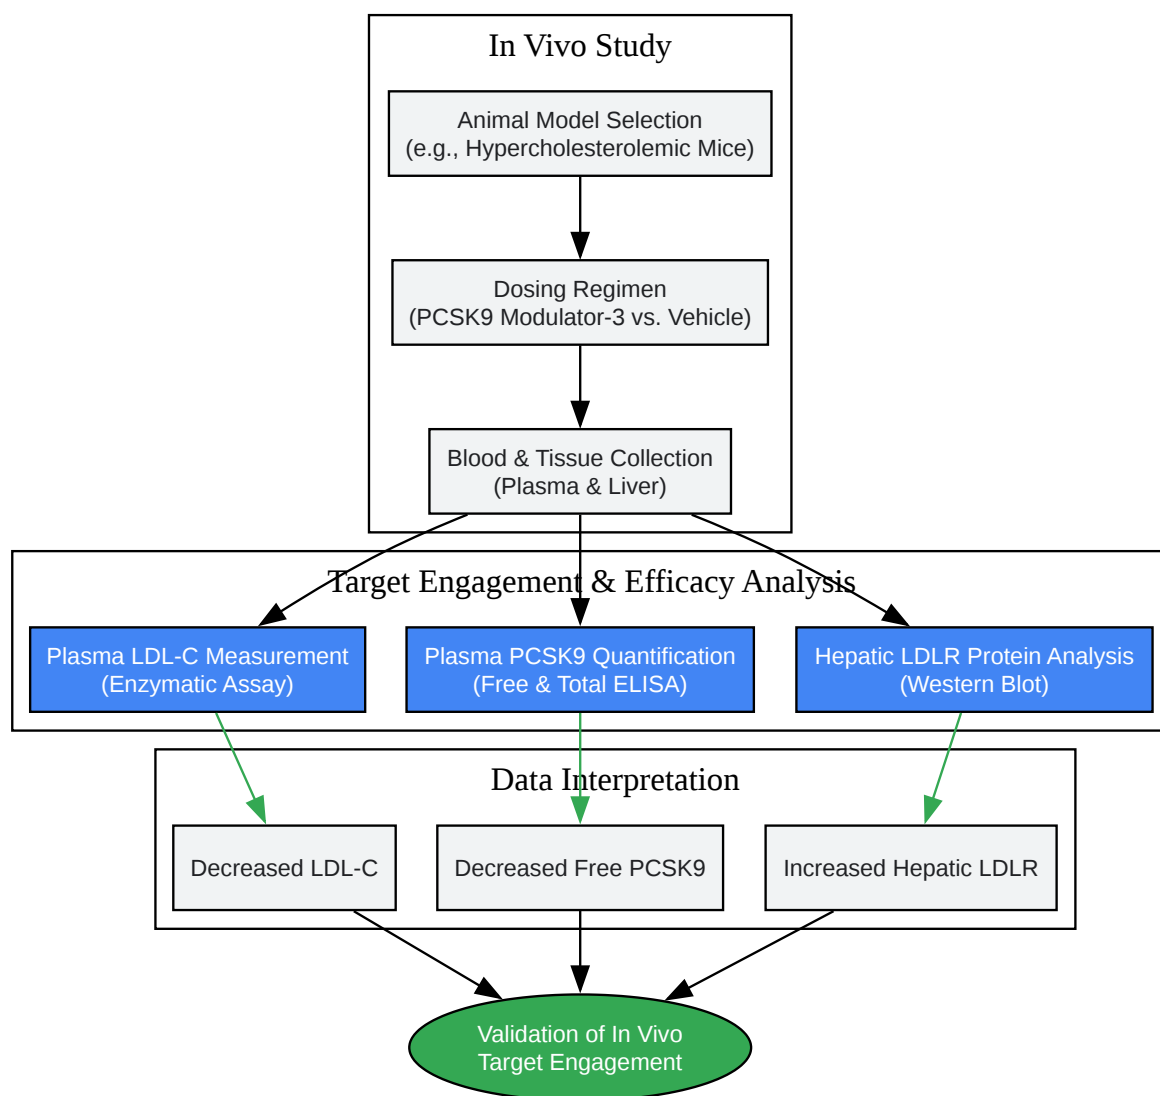 In Vivo Study
Animal Model Selection
(e.g., Hypercholesterolemic Mice)
Dosing Regimen
(PCSK9 Modulator-3 vs. Vehicle)
Blood & Tissue Collection
(Plasma & Liver)
Target Engagement & Efficacy Analysis
Plasma LDL-C Measurement
(Enzymatic Assay)
Plasma PCSK9 Quantification
(Free & Total ELISA)
Hepatic LDLR Protein Analysis
(Western Blot)
Data Interpretation
Decreased LDL-C
Decreased Free PCSK9
Increased Hepatic LDLR
Validation of In Vivo
Target Engagement